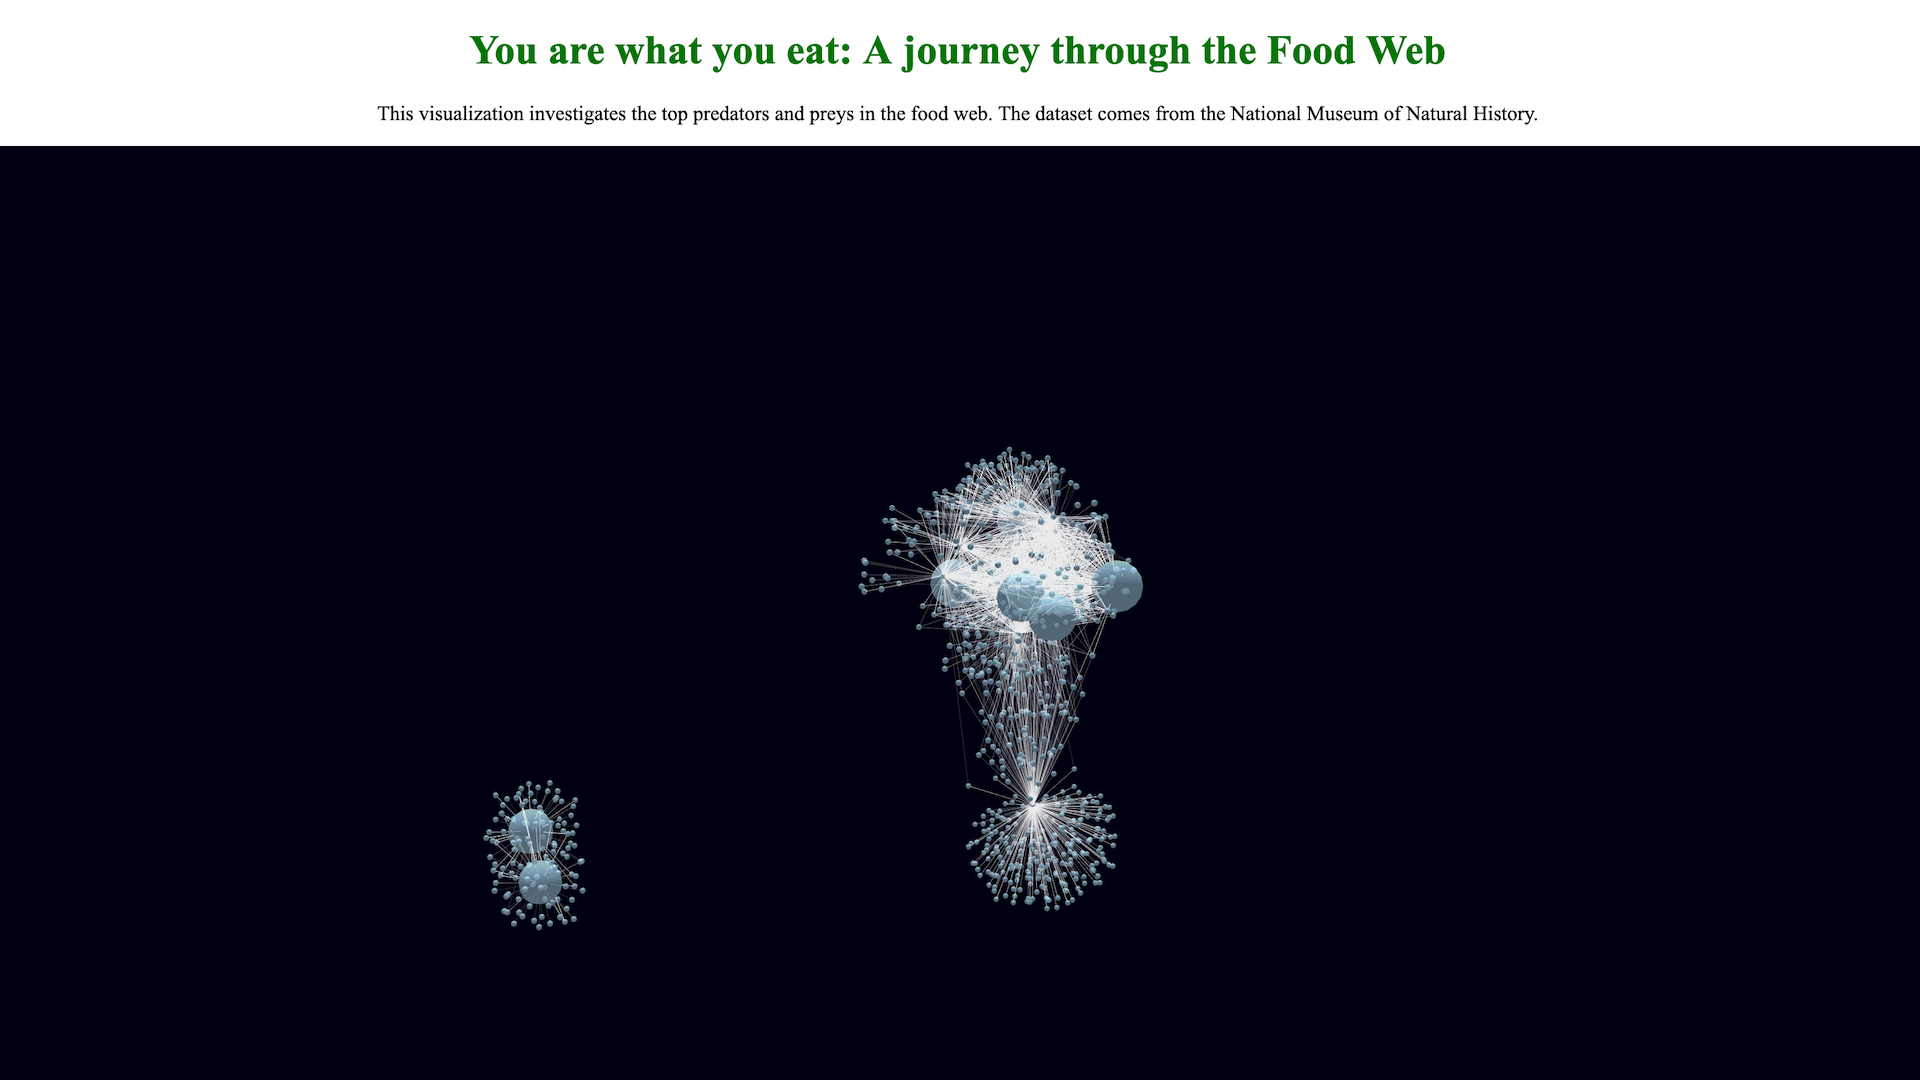 You are what you eat: A journey through the Food Web
This visualization investigates the top predators and preys in the food web. The dataset comes from the National Museum of Natural History.